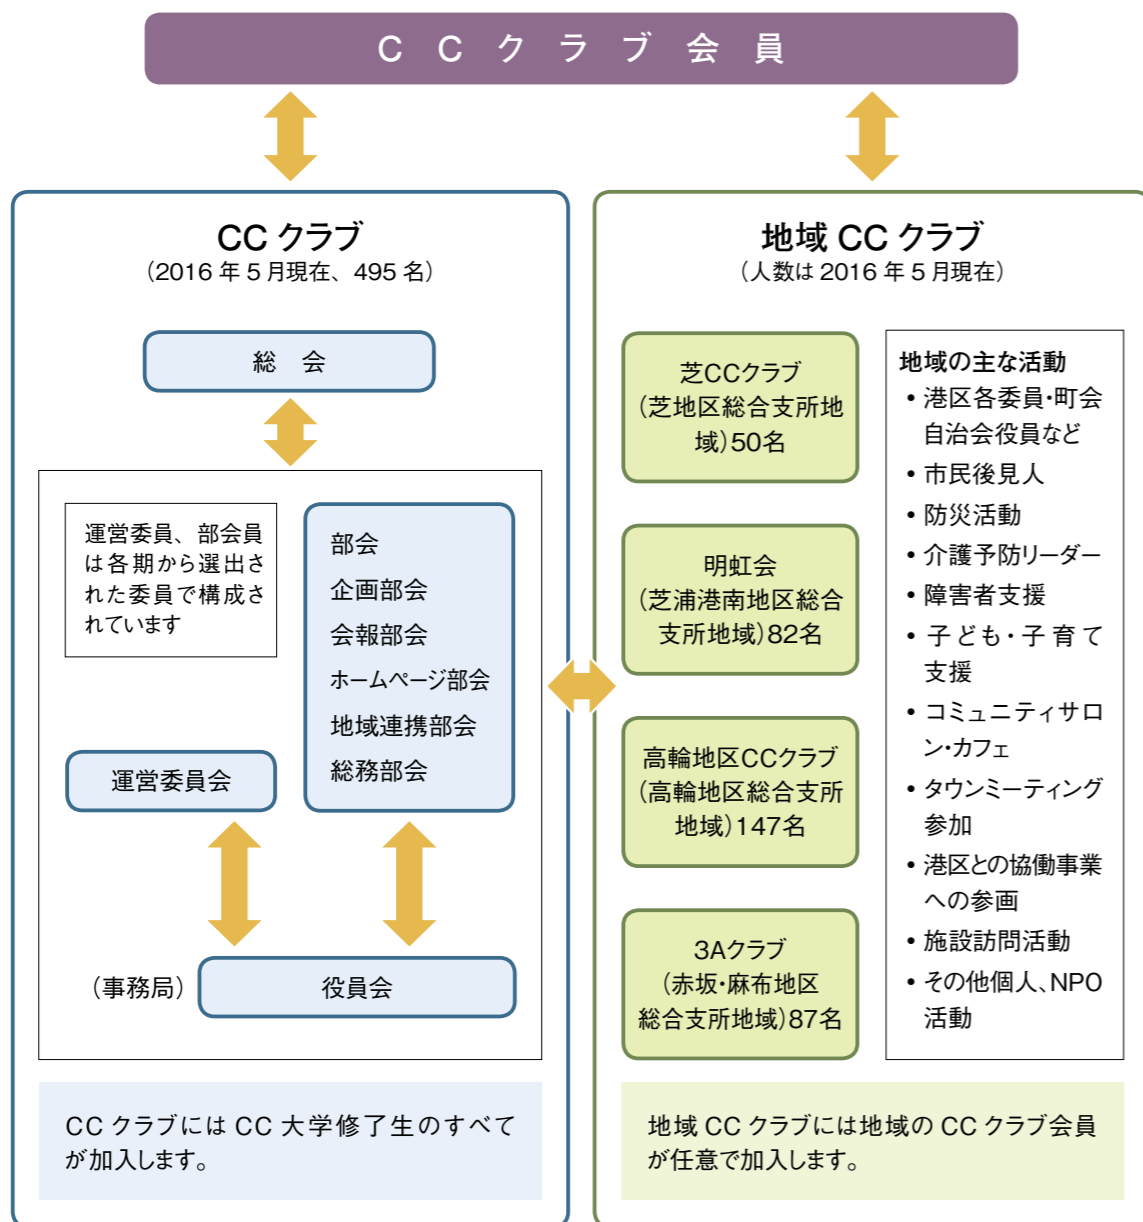 CCクラブ会員
CC クラブ
（2016 年 5 月現在、495 名）
総　会
運営委員、部会員
は各期から選出さ
れた委員で構成さ
れています
部会
企画部会
会報部会
ホームページ部会
地域連携部会
総務部会
運営委員会
（事務局）
役員会
CC クラブには CC 大学修了生のすべて
が加入します。
地域 CC クラブ
（人数は 2016 年 5 月現在）
芝CCクラブ
（芝地区総合支所地
域）50名
明虹会
（芝浦港南地区総合
支所地域）82名
高輪地区CCクラブ
（高輪地区総合支所
地域）147名
3Aクラブ
（赤坂・麻布地区
総合支所地域）87名
地域の主な活動
• 港区各委員・町会
自治会役員など
• 市民後見人
• 防災活動
• 介護予防リーダー
• 障害者支援
• 子ども・子育て
支援
• コミュニティサロ
ン・カフェ
• タウンミーティング
参加
• 港区との協働事業
への参画
• 施設訪問活動
• その他個人、NPO
活動
地域 CC クラブには地域の CC クラブ会員
が任意で加入します。